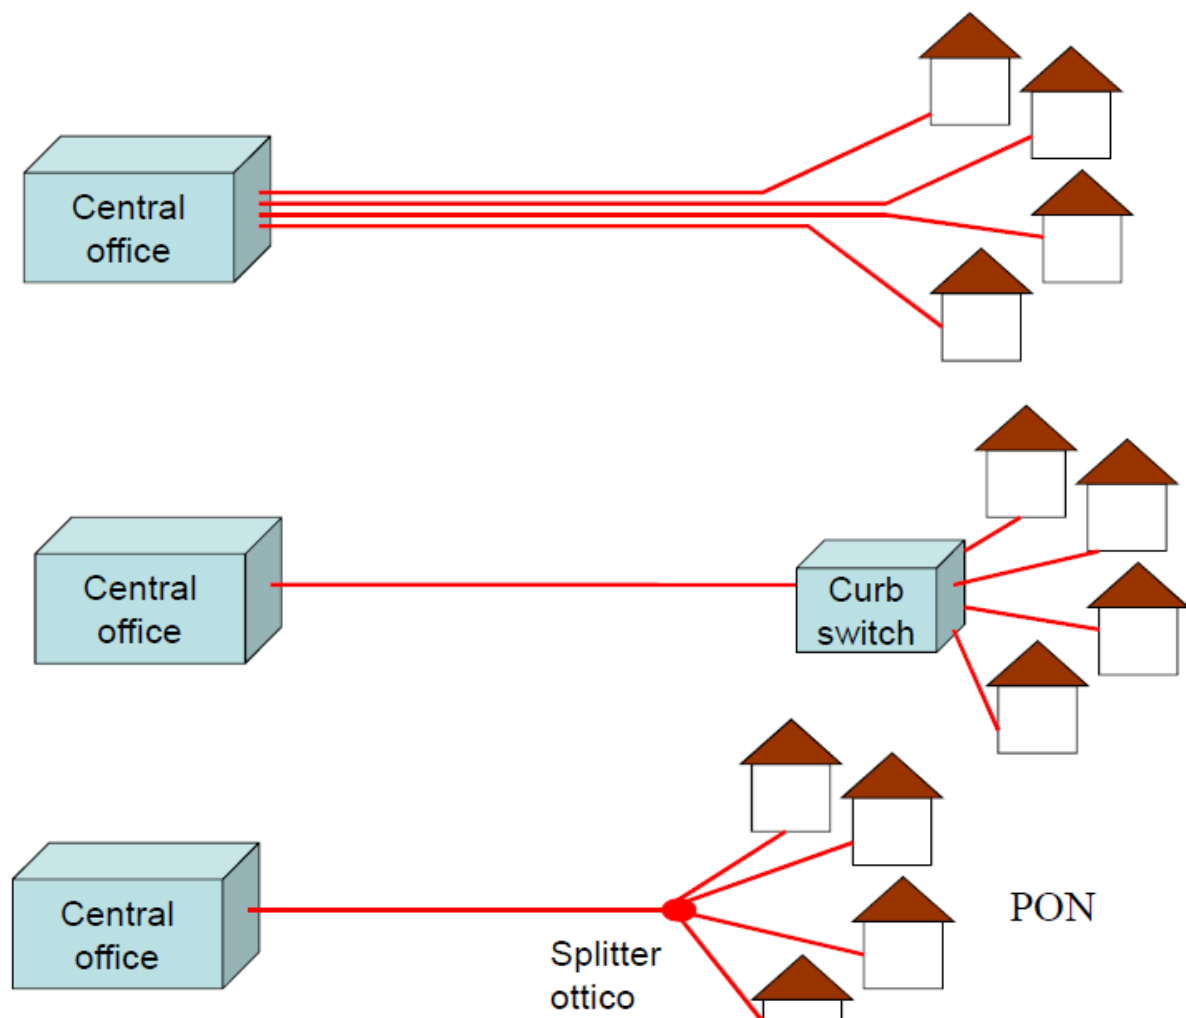 Central
office
Central
office
Curb
switch
Central
office
Splitter
ottico
PON